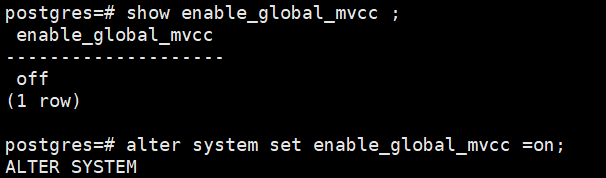 postgres=# show enable_global_mvcc ;
 enable_global_mvcc
--------------------
 off
(1 row)

postgres=# alter system set enable_global_mvcc =on;
ALTER SYSTEM